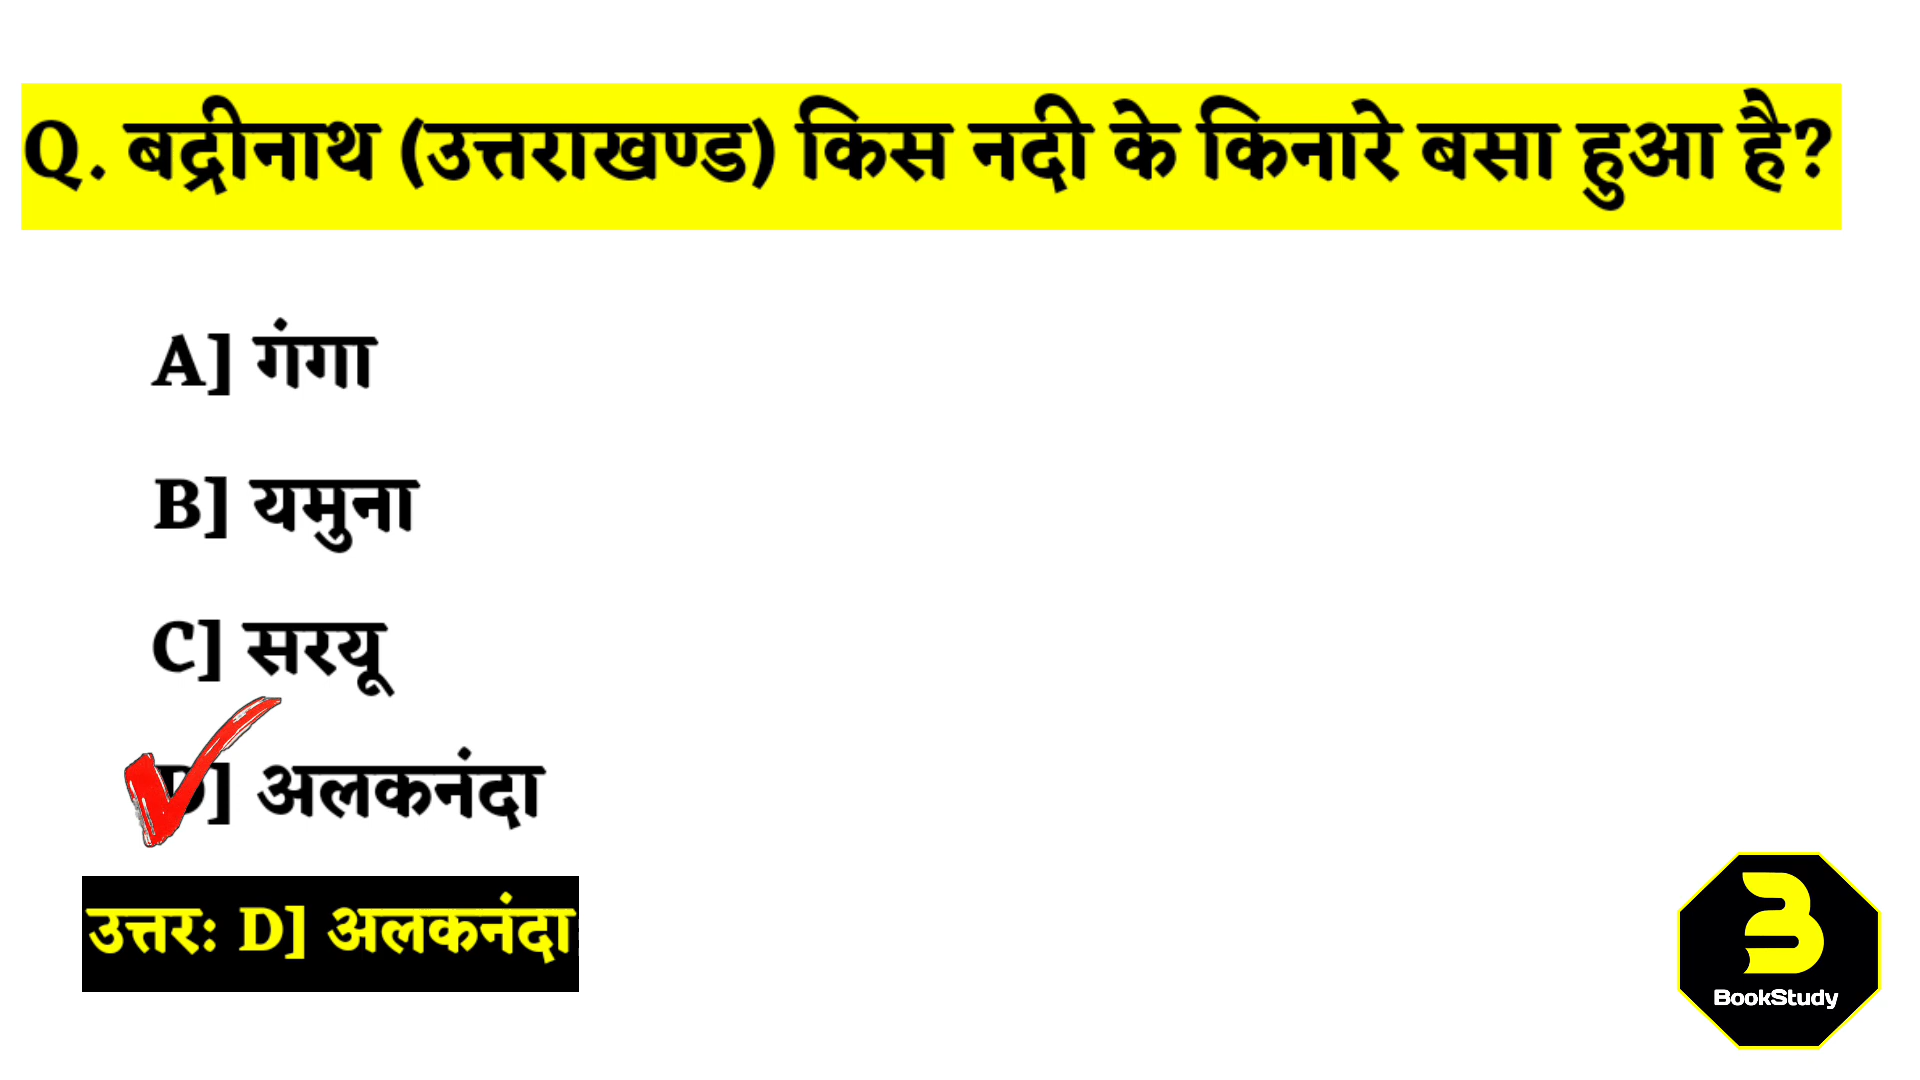 Q. बद्रीनाथ (उत्तराखण्ड) किस नदी के किनारे बसा हुआ है?
A] गंगा
B] यमुना
C] सरयू
D] अलकनंदा
उत्तर: D] अलकनंदा
BookStudy